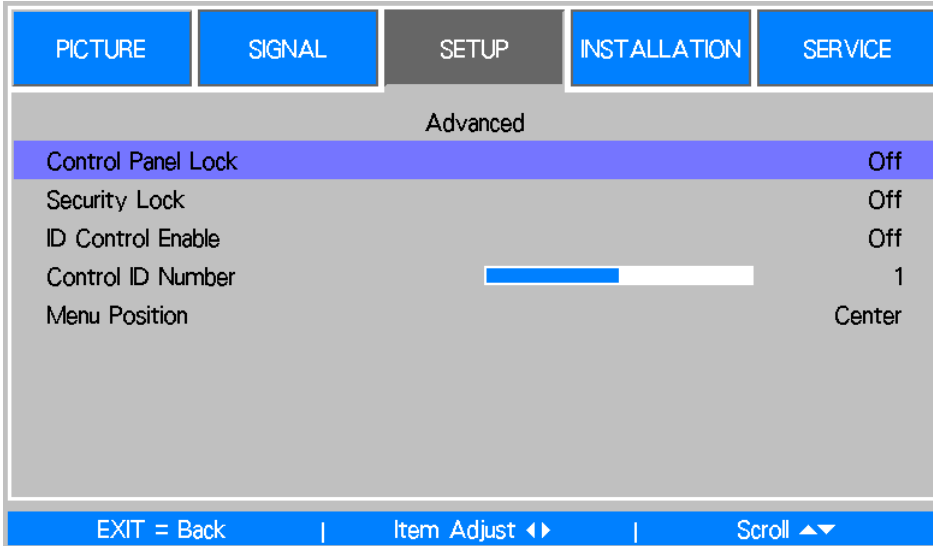 PICTURE SIGNAL SETUP INSTALLATION SERVICE
Advanced
Control Panel Lock Off
Security Lock Off
ID Control Enable Off
Control ID Number 1
Menu Position Center
EXIT = Back | Item Adjust ◀▶ | Scroll ▲▼